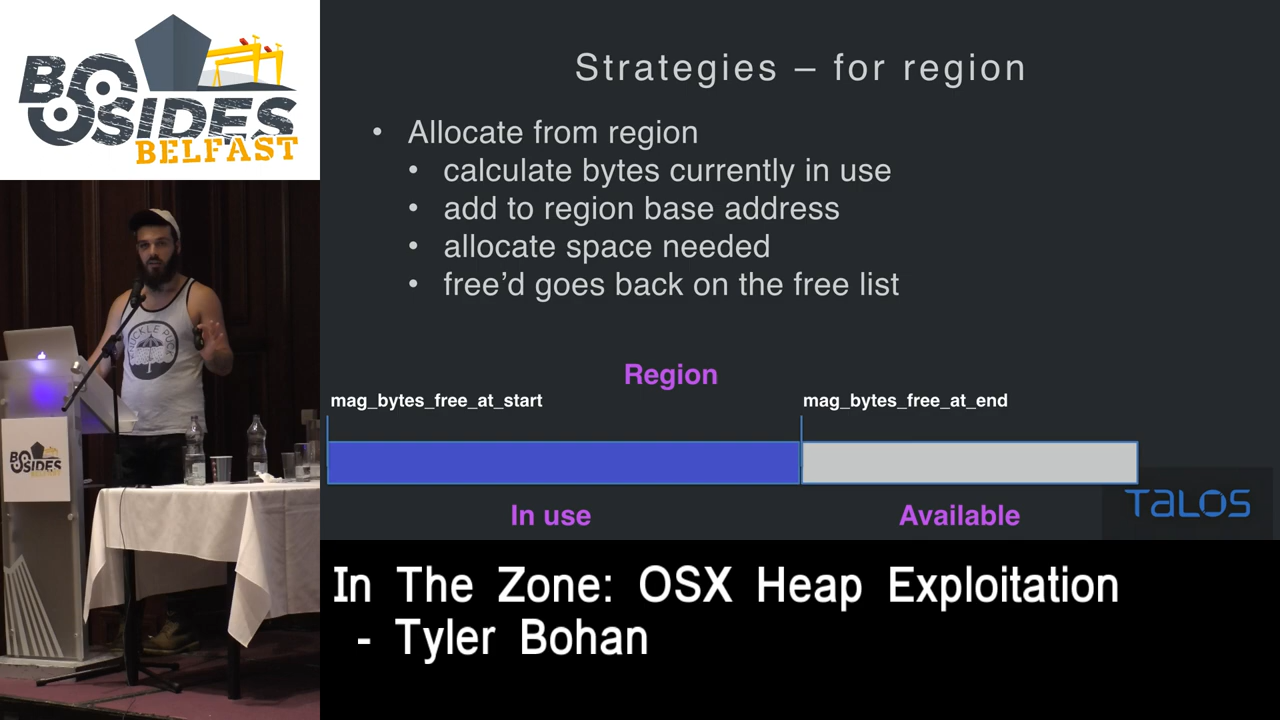 BSIDES
BELFAST
Strategies – for region
• Allocate from region
• calculate bytes currently in use
• add to region base address
• allocate space needed
• free'd goes back on the free list
Region
mag_bytes_free_at_start
mag_bytes_free_at_end
In use
Available
TALOS
BSIDES
In The Zone: OSX Heap Exploitation
- Tyler Bohan